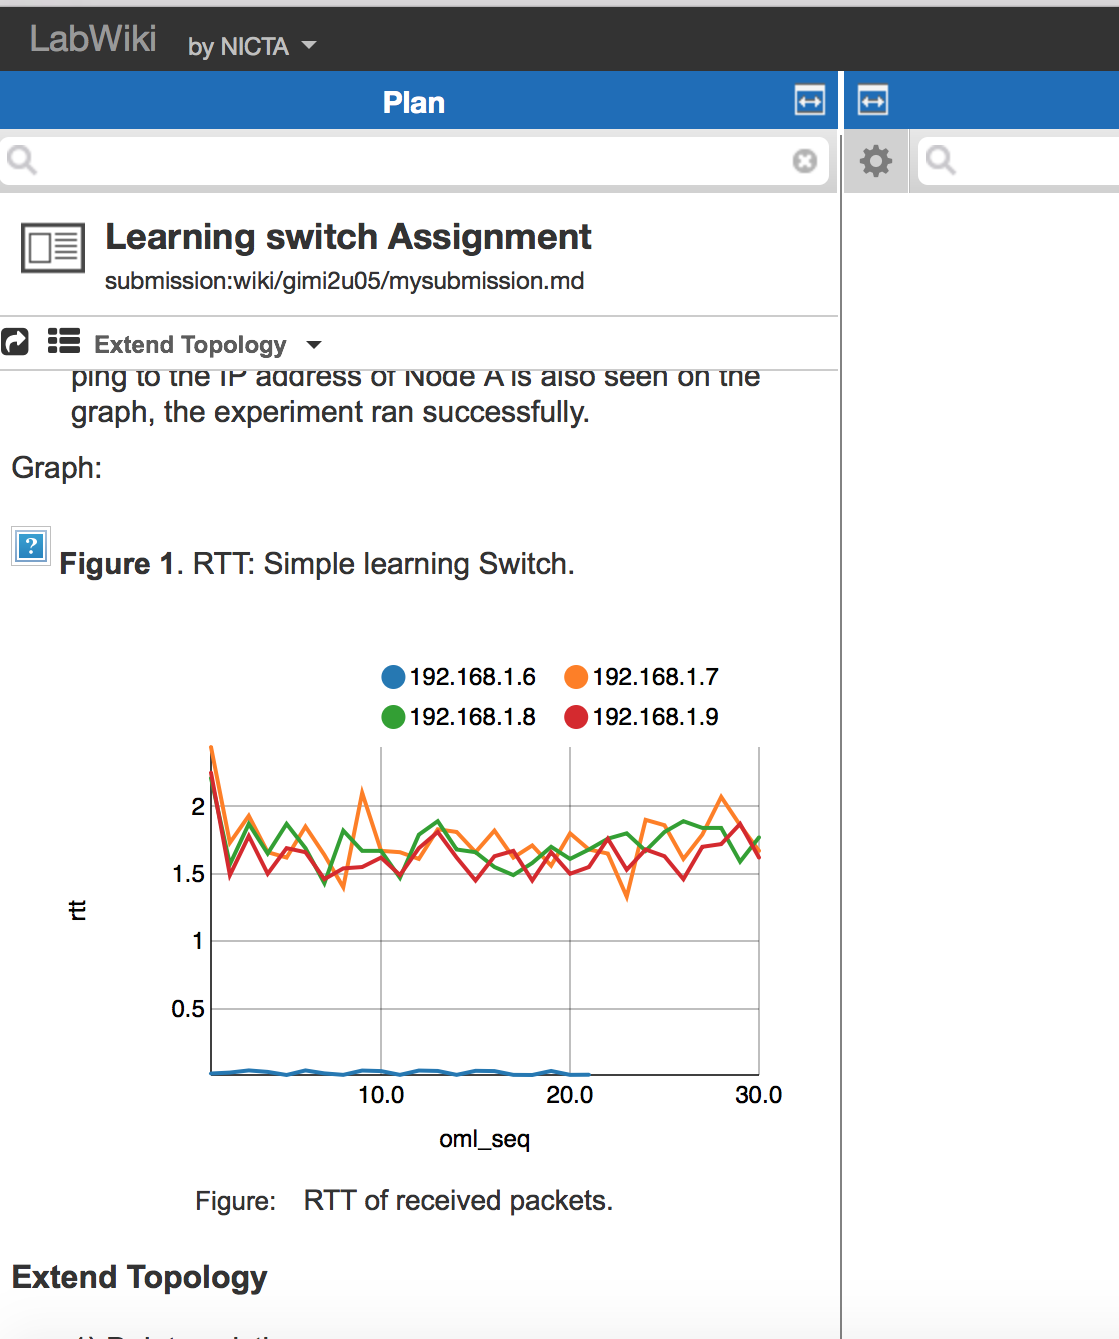 LabWiki by NICTA
Plan
Learning switch Assignment
submission:wiki/gimi2u05/mysubmission.md
Extend Topology
ping to the IP address of Node A is also seen on the
graph, the experiment ran successfully.
Graph:
?
Figure 1. RTT: Simple learning Switch.
192.168.1.6 192.168.1.7
192.168.1.8 192.168.1.9
2
1.5
rtt
1
0.5
10.0 20.0 30.0
oml_seq
Figure: RTT of received packets.
Extend Topology